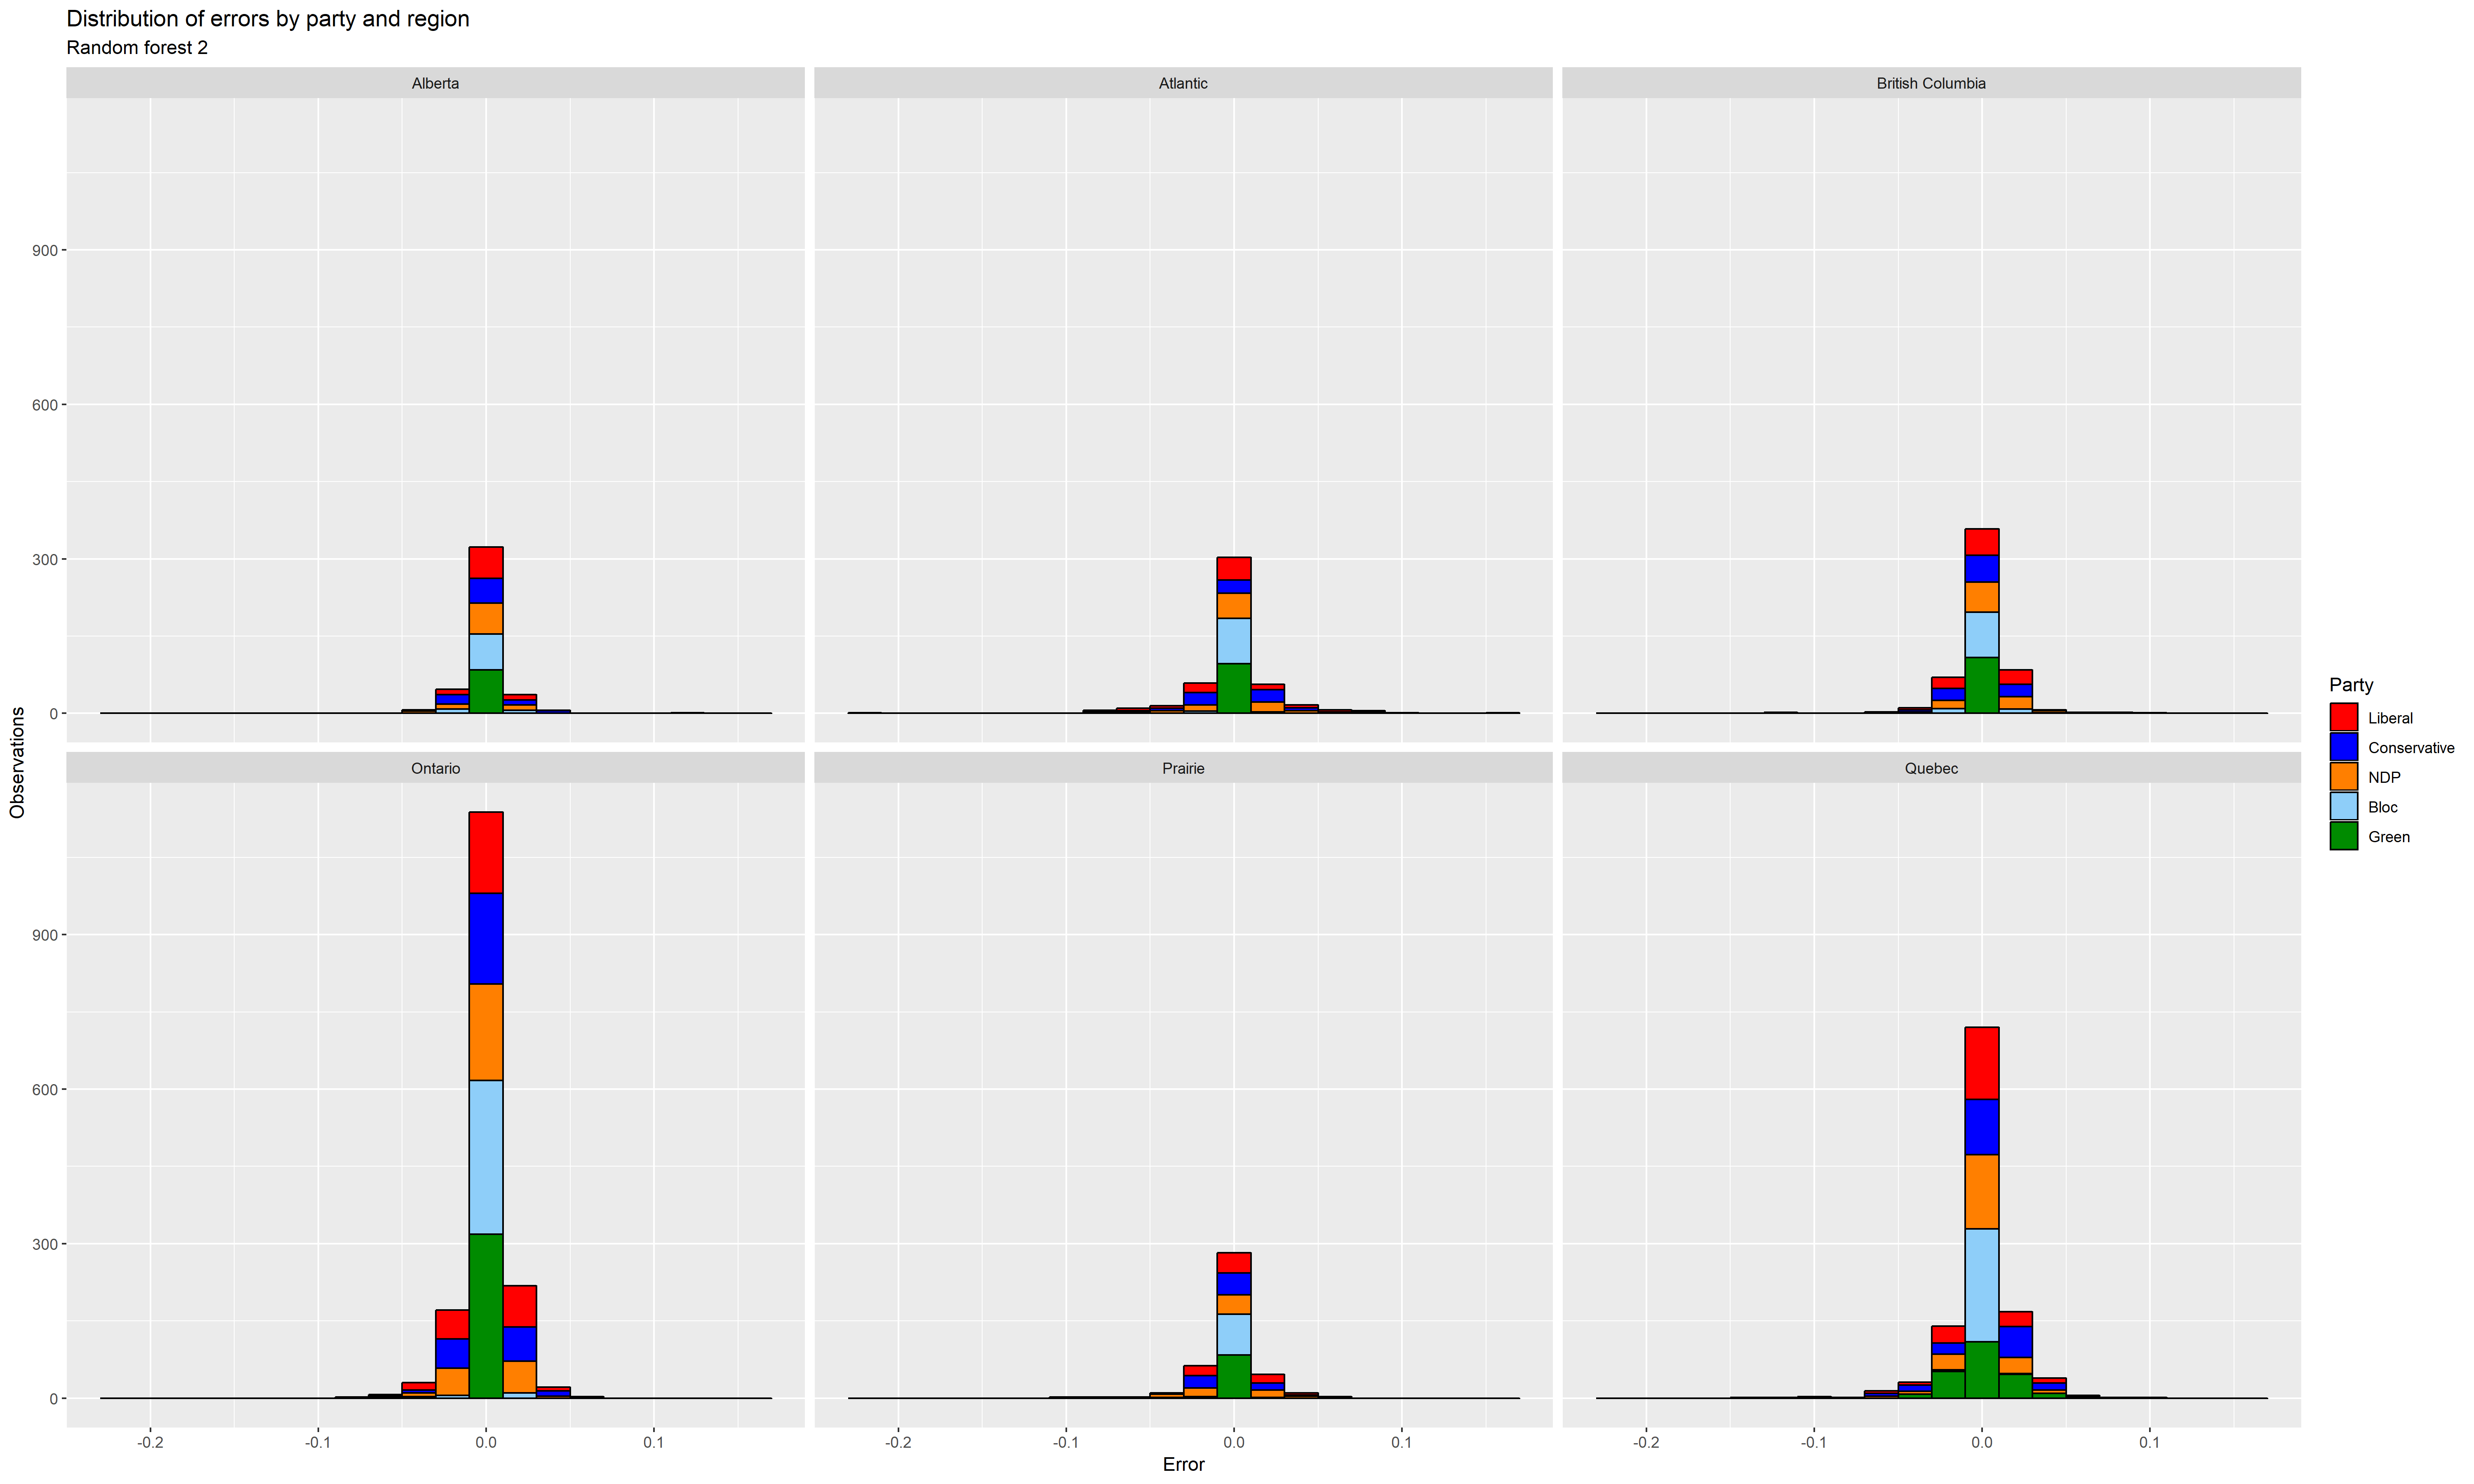 Distribution of errors by party and region
Random forest 2
Alberta
Atlantic
British Columbia
900
600
300
0
Ontario
Prairie
Quebec
900
600
300
0
-0.2 -0.1 0.0 0.1
-0.2 -0.1 0.0 0.1
-0.2 -0.1 0.0 0.1
Error
Observations
Party
Liberal
Conservative
NDP
Bloc
Green